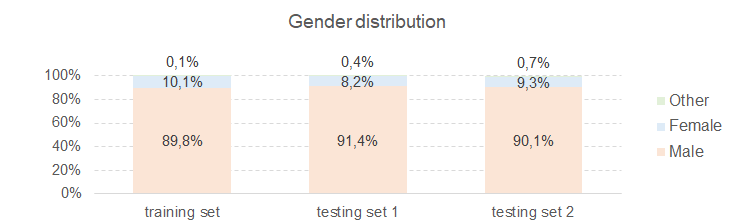 Gender distribution
0,1% 0,4% 0,7%
100%
10,1% 8,2% 9,3%
80%
60%
89,8% 91,4% 90,1%
40%
20%
0%
training set testing set 1 testing set 2
Other
Female
Male